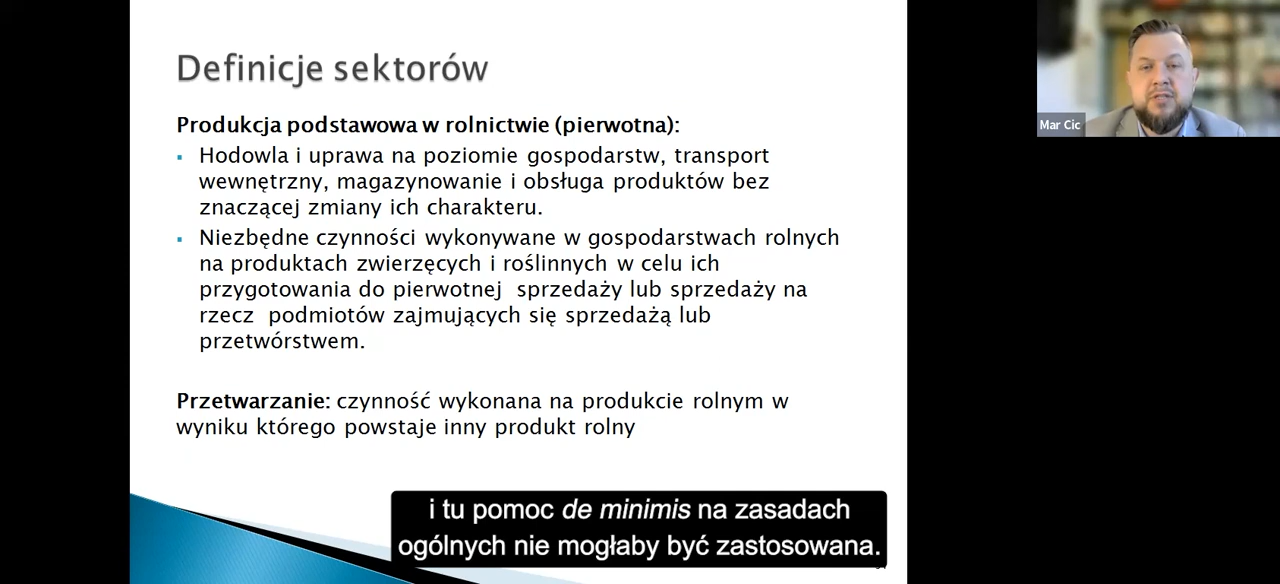 Definicje sektorów
Produkcja podstawowa w rolnictwie (pierwotna):
▪ Hodowla i uprawa na poziomie gospodarstw, transport
wewnętrzny, magazynowanie i obsługa produktów bez
znaczącej zmiany ich charakteru.
▪ Niezbędne czynności wykonywane w gospodarstwach rolnych
na produktach zwierzęcych i roślinnych w celu ich
przygotowania do pierwotnej  sprzedaży lub sprzedaży na
rzecz  podmiotów zajmujących się sprzedażą lub
przetwórstwem.
Przetwarzanie: czynność wykonana na produkcie rolnym w
wyniku którego powstaje inny produkt rolny
i tu pomoc de minimis na zasadach
ogólnych nie mogłaby być zastosowana.
Mar Cic